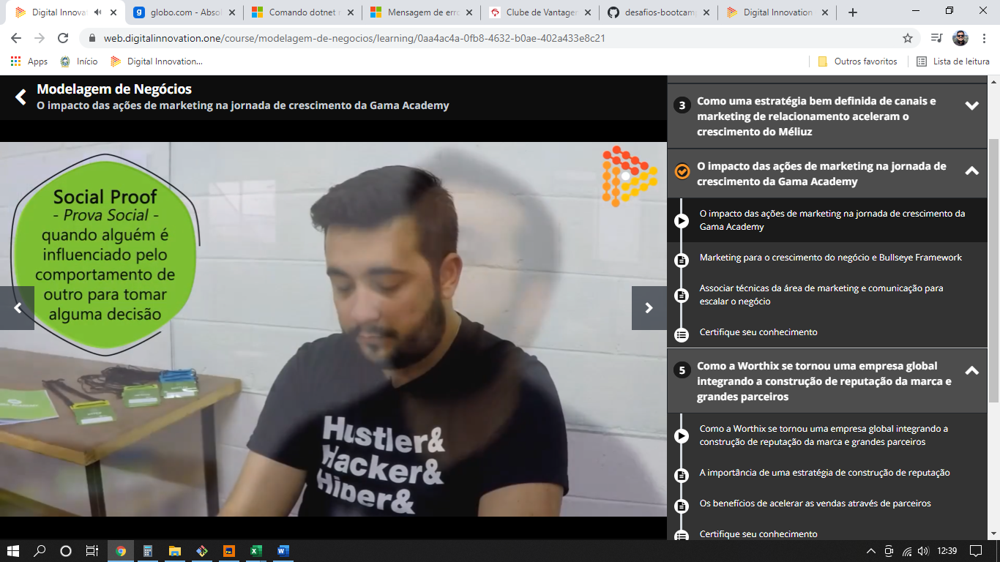 Digital Innovat
globo.com - Absol
Comando dotnet r
Mensagem de erro
Clube de Vantagen
desafios-bootcamp
Digital Innovation
web.digitalinnovation.one/course/modelagem-de-negocios/learning/0aa4ac4a-0fb8-4632-b0ae-402a433e8c21
Apps
Início
Digital Innovation...
Outros favoritos
Lista de leitura
Modelagem de Negócios
O impacto das ações de marketing na jornada de crescimento da Gama Academy
Social Proof
- Prova Social -
quando alguém é
influenciado pelo
comportamento de
outro para tomar
alguma decisão
Hustler&
Hacker&
Hiper&
3
Como uma estratégia bem definida de canais e
marketing de relacionamento aceleram o
crescimento do Méliuz
O impacto das ações de marketing na jornada de
crescimento da Gama Academy
O impacto das ações de marketing na jornada de crescimento da
Gama Academy
Marketing para o crescimento do negócio e Bullseye Framework
Associar técnicas da área de marketing e comunicação para
escalar o negócio
Certifique seu conhecimento
5
Como a Worthix se tornou uma empresa global
integrando a construção de reputação da marca e
grandes parceiros
Como a Worthix se tornou uma empresa global integrando a
construção de reputação da marca e grandes parceiros
A importância de uma estratégia de construção de reputação
Os benefícios de acelerar as vendas através de parceiros
Certifique seu conhecimento
12:39